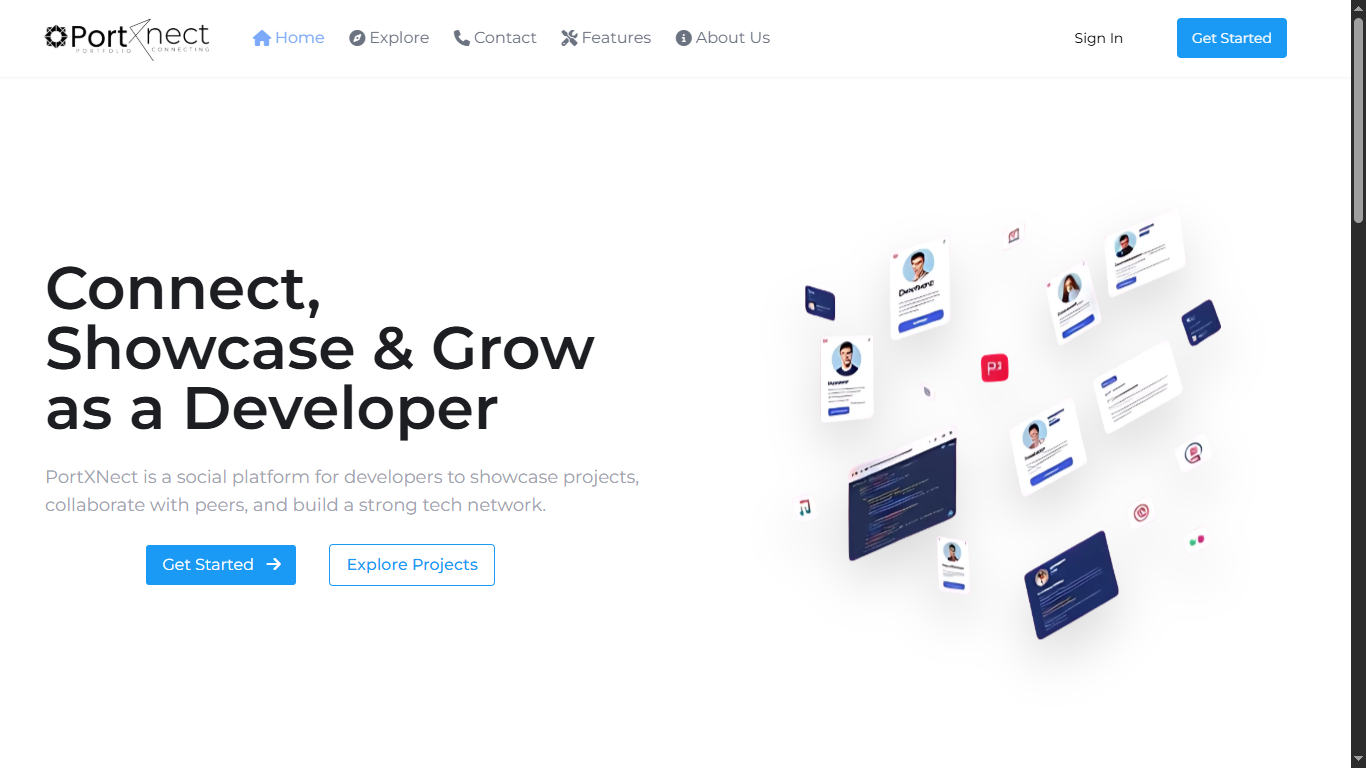 PortXnect
PORTFOLIO CONNECTING
Home
Explore
Contact
Features
About Us
Sign In
Get Started
Connect,
Showcase & Grow
as a Developer
PortXNect is a social platform for developers to showcase projects,
collaborate with peers, and build a strong tech network.
Get Started
Explore Projects